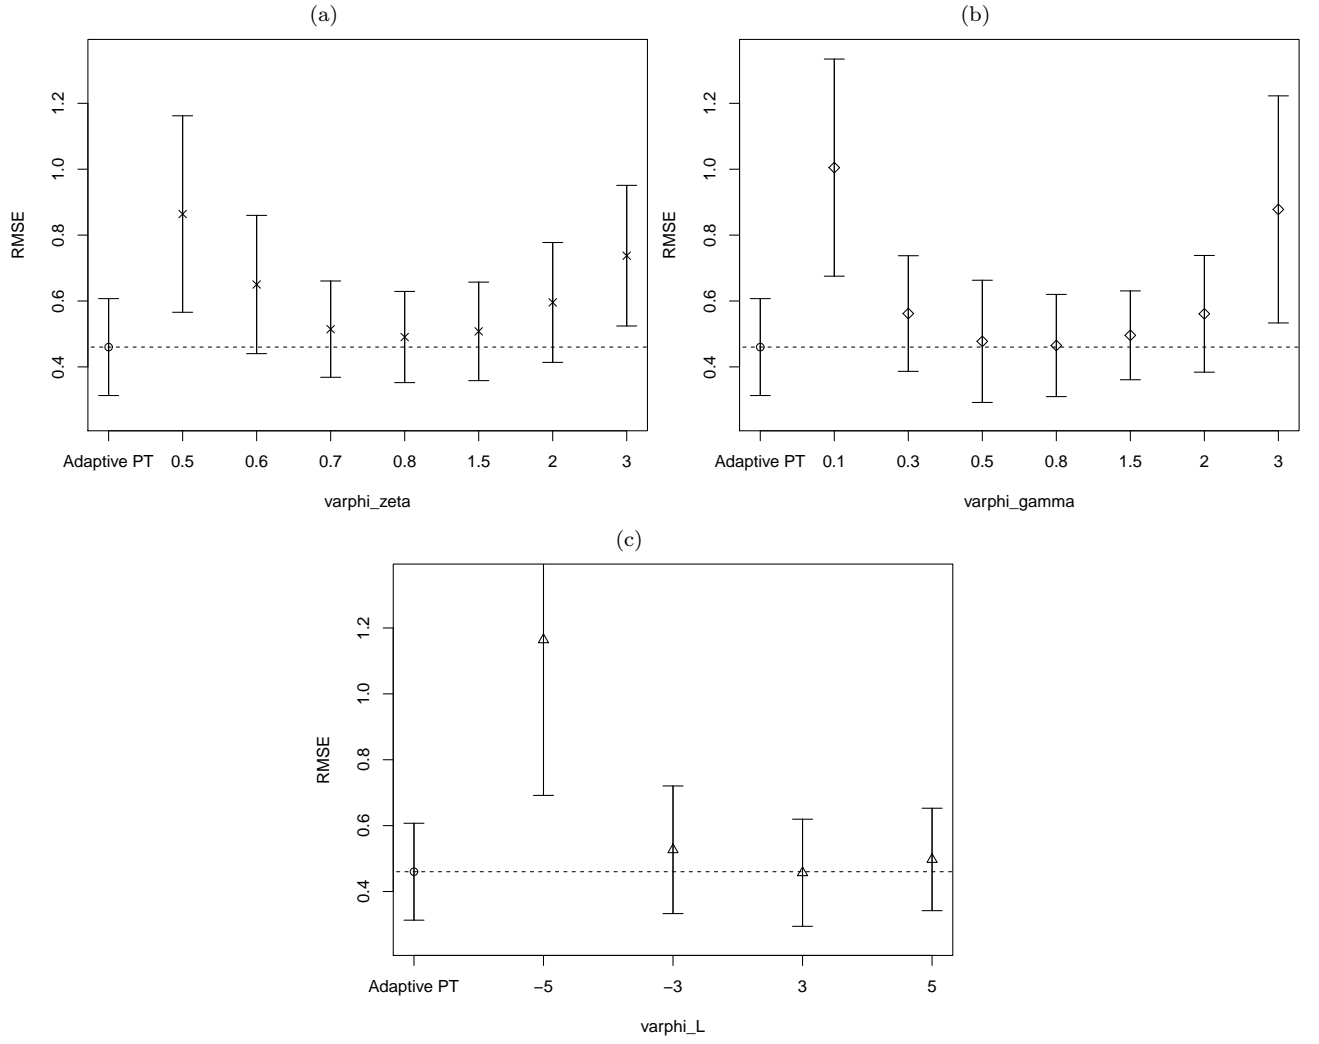 (a)
RMSE
1.2
1.0
0.8
0.6
0.4
Adaptive PT 0.5 0.6 0.7 0.8 1.5 2 3
varphi_zeta
(b)
RMSE
1.2
1.0
0.8
0.6
0.4
Adaptive PT 0.1 0.3 0.5 0.8 1.5 2 3
varphi_gamma
(c)
RMSE
1.2
1.0
0.8
0.6
0.4
Adaptive PT −5 −3 3 5
varphi_L